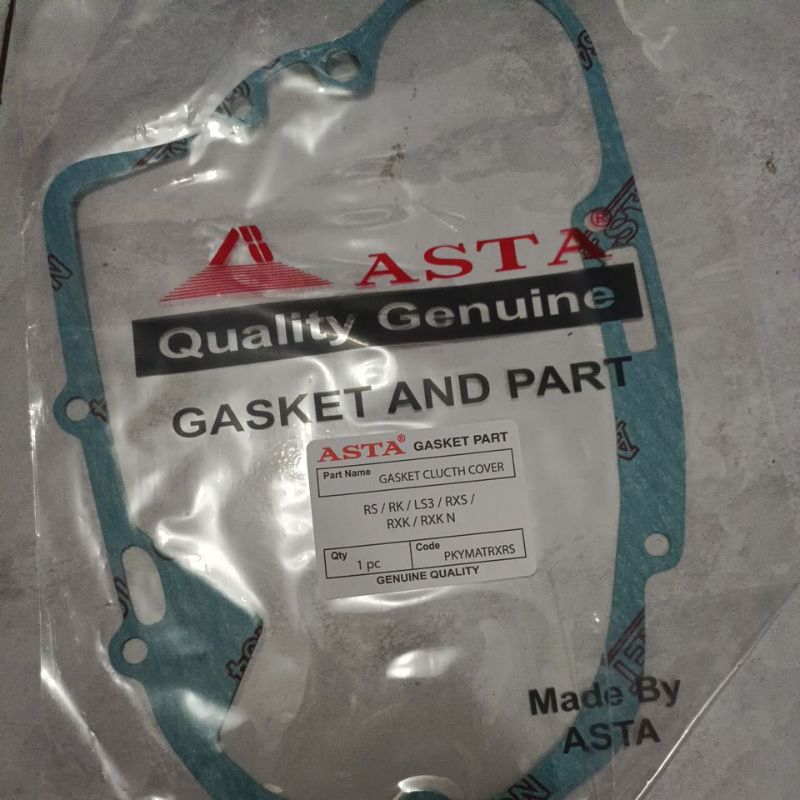 ASTA®
Quality Genuine
GASKET AND PART
ASTA® GASKET PART
Part Name GASKET CLUCTH COVER
RS / RK / LS3 / RXS /
RXK / RXK N
Qty 1 pc Code PKYMATRXRS
GENUINE QUALITY
Made By
ASTA